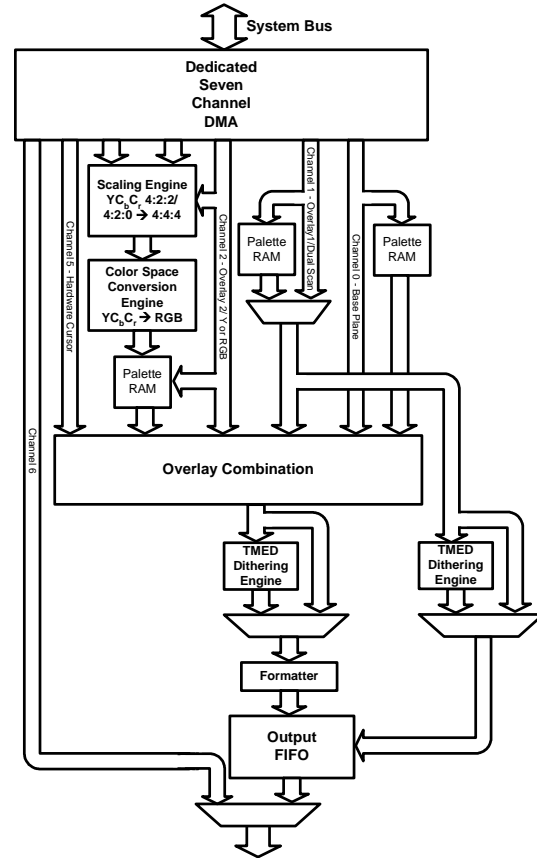 System Bus
Dedicated
Seven
Channel
DMA
Scaling Engine
YCbCr 4:2:2/
4:2:0 → 4:4:4
Color Space
Conversion
Engine
YCbCr → RGB
Palette
RAM
Palette
RAM
Palette
RAM
Channel 5 - Hardware Cursor
Channel 2 - Overlay 2/ Y or RGB
Channel 1 - Overlay1/Dual Scan
Channel 0 - Base Plane
Channel 6
Overlay Combination
TMED
Dithering
Engine
TMED
Dithering
Engine
Formatter
Output
FIFO